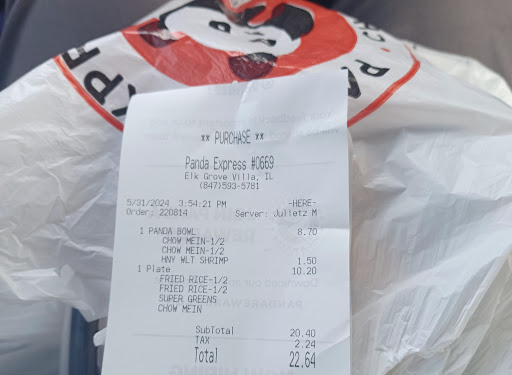 ** PURCHASE **
Panda Express #0669
Elk Grove Villa, IL
(847)593-5781
5/31/2024 3:54:21 PM -HERE-
Order: 220814 Server: Julietz M
1 PANDA BOWL 8.70
CHOW MEIN-1/2
CHOW MEIN-1/2
HNY WLT SHRIMP 1.50
1 Plate 10.20
FRIED RICE-1/2
FRIED RICE-1/2
SUPER GREENS
CHOW MEIN
SubTotal 20.40
TAX 2.24
Total 22.64